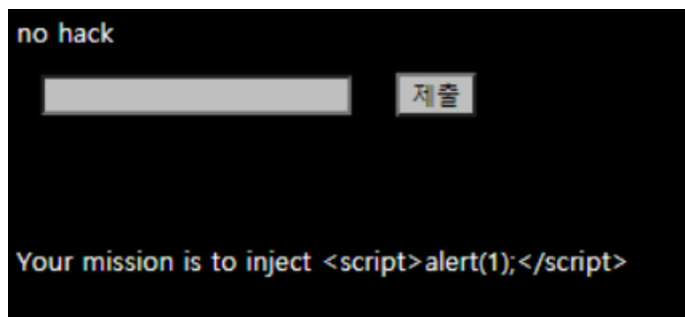 no hack
제출
Your mission is to inject <script>alert(1);</script>